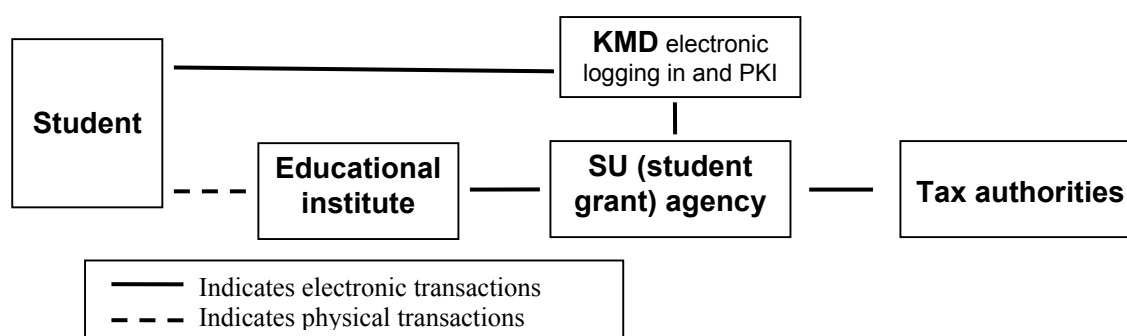 KMD electronic
logging in and PKI
Student
Educational
institute
SU (student
grant) agency
Tax authorities
Indicates electronic transactions
Indicates physical transactions